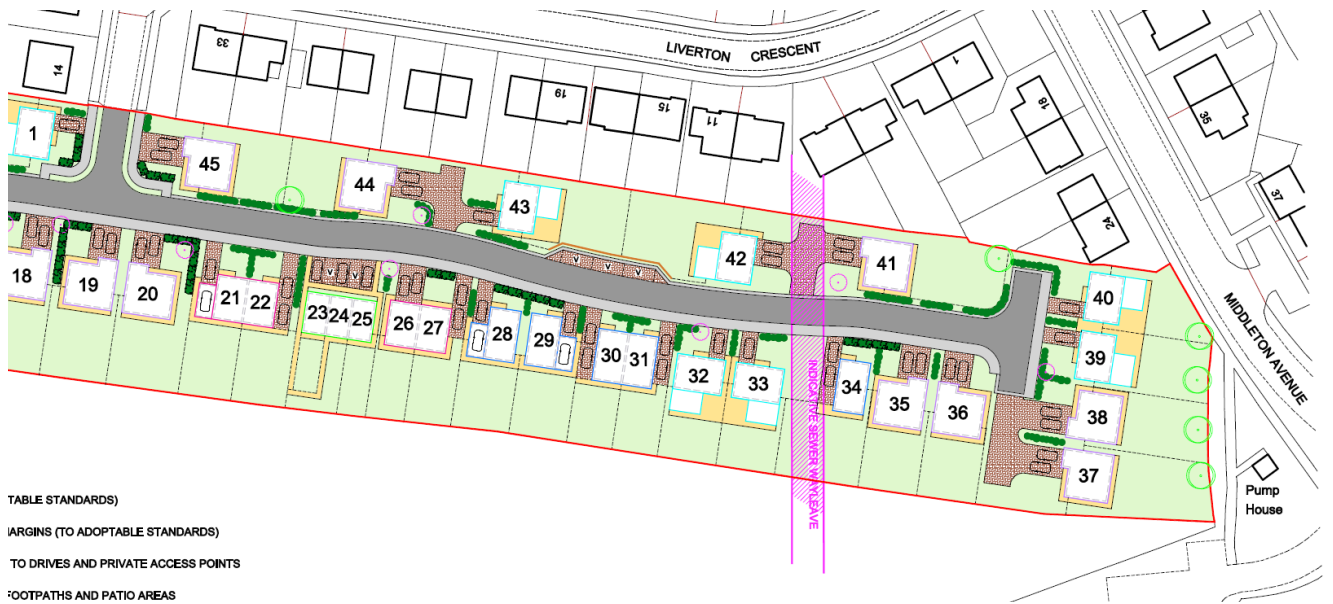 LIVERTON CRESCENT
33
14
19
15
11
1
18
35
37
24
1
45
44
43
42
41
40
39
38
37
18
19
20
21
22
23
24
25
26
27
28
29
30
31
32
33
34
35
36
V
V
V
V
V
V
INDICATIVE SEWER WAYLEAVE
MIDDLETON AVENUE
Pump
House
TABLE STANDARDS)
MARGINS (TO ADOPTABLE STANDARDS)
TO DRIVES AND PRIVATE ACCESS POINTS
FOOTPATHS AND PATIO AREAS